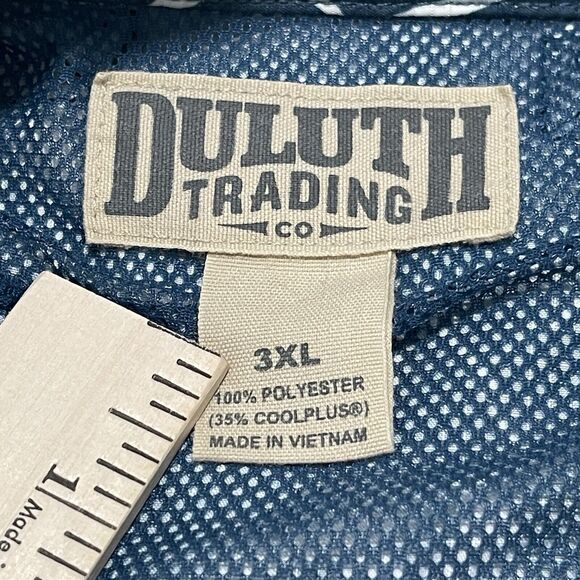 DULUTH
TRADING
CO
3XL
100% POLYESTER
(35% COOLPLUS®)
MADE IN VIETNAM
1
Made